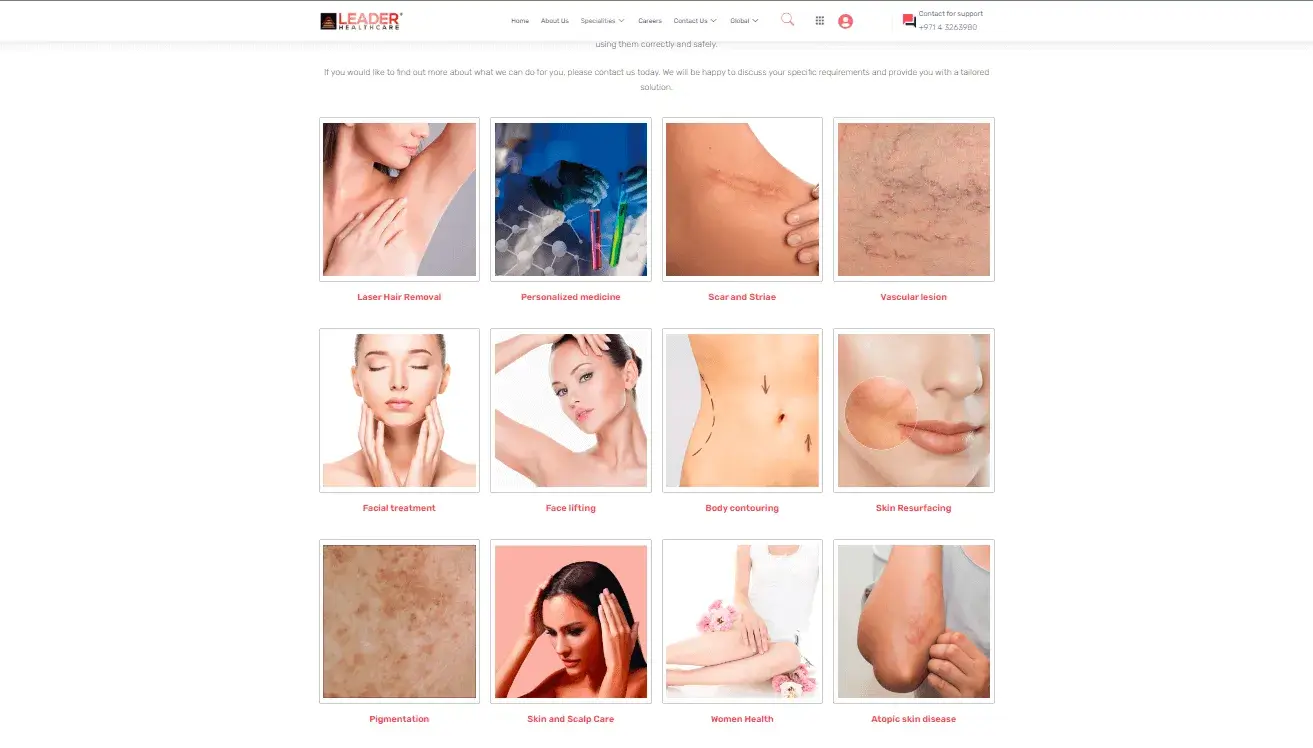 LEADER
HEALTHCARE
Home
About Us
Specialities
Careers
Contact Us
Global
Contact for support
+971 4 3263980
using them correctly and safely.
If you would like to find out more about what we can do for you, please contact us today. We will be happy to discuss your specific requirements and provide you with a tailored
solution.
Laser Hair Removal
Personalized medicine
Scar and Striae
Vascular lesion
Facial treatment
Face lifting
Body contouring
Skin Resurfacing
Pigmentation
Skin and Scalp Care
Women Health
Atopic skin disease